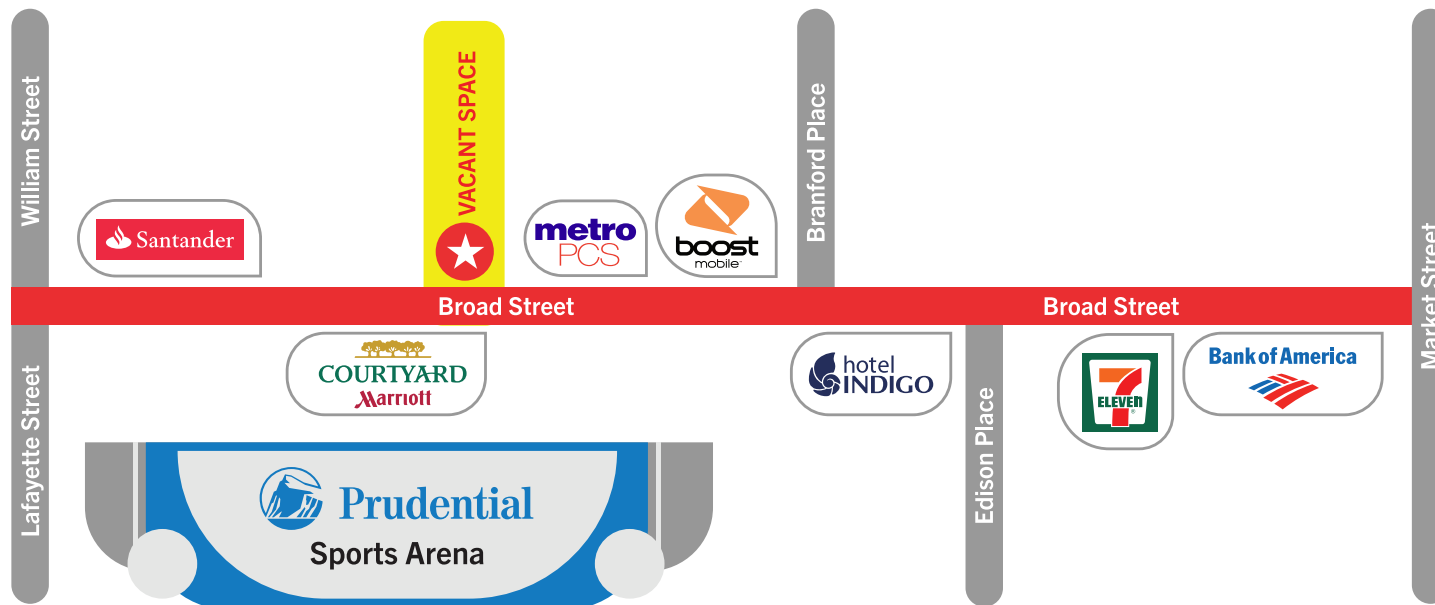 William Street
Santander
VACANT SPACE
metro
PCS
boost
mobile
Branford Place
Market Street
Broad Street
Broad Street
Lafayette Street
COURTYARD
Marriott
hotel
INDIGO
Edison Place
7
ELEVEn
Bank of America
Prudential
Sports Arena